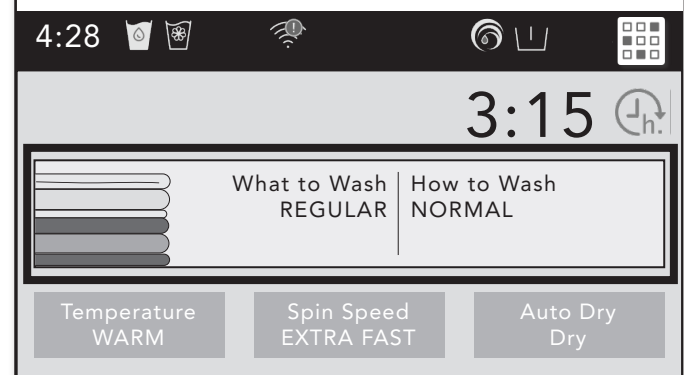 4:28
3:15 h.
What to Wash How to Wash
REGULAR NORMAL
Temperature Spin Speed Auto Dry
WARM EXTRA FAST Dry